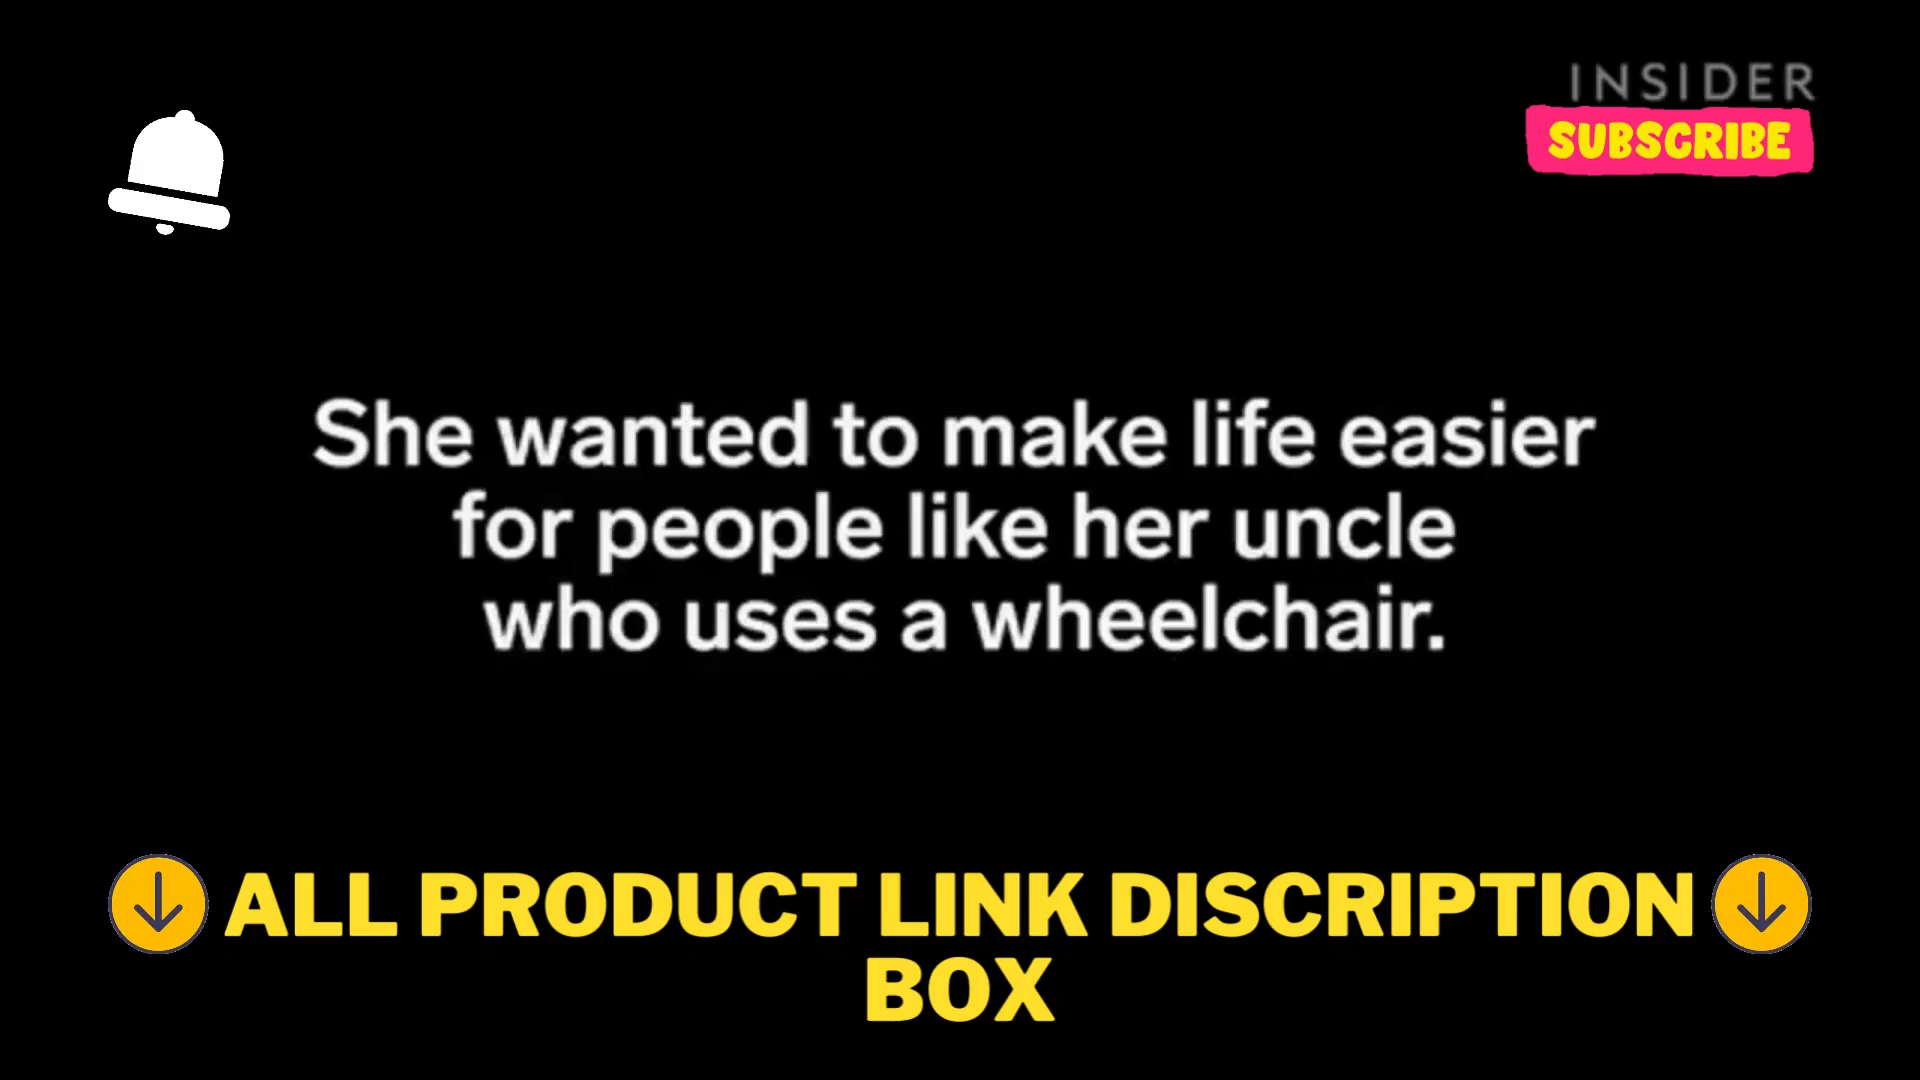 INSIDER
SUBSCRIBE
She wanted to make life easier
for people like her uncle
who uses a wheelchair.
ALL PRODUCT LINK DISCRIPTION
BOX